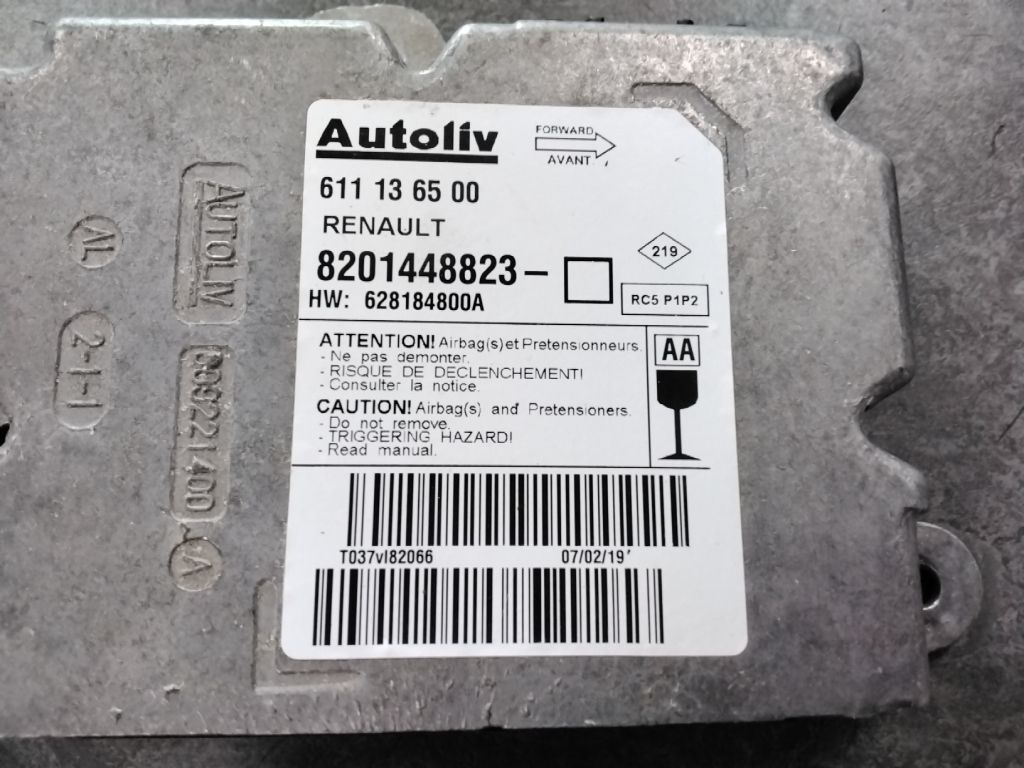 Autoliv
FORWARD
AVANT
611 13 65 00
RENAULT
8201448823-
219
HW: 628184800A
RC5 P1P2
ATTENTION! Airbag(s) et Pretensionneurs.
- Ne pas demonter.
- RISQUE DE DECLENCHEMENT!
- Consulter la notice.
AA
CAUTION! Airbag(s) and Pretensioners.
- Do not remove.
- TRIGGERING HAZARD!
- Read manual.
T037vI82066
07/02/19'
AUTOLIV
AL
2-1-1
609221400
A